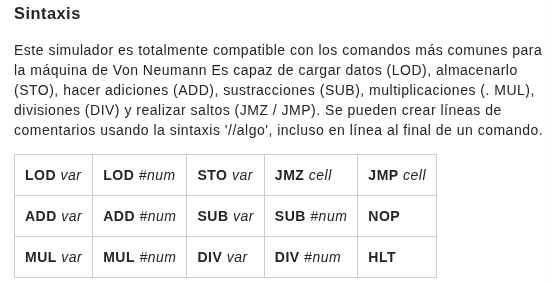 Sintaxis
Este simulador es totalmente compatible con los comandos más comunes para
la máquina de Von Neumann Es capaz de cargar datos (LOD), almacenarlo
(STO), hacer adiciones (ADD), sustracciones (SUB), multiplicaciones (. MUL),
divisiones (DIV) y realizar saltos (JMZ / JMP). Se pueden crear líneas de
comentarios usando la sintaxis '//algo', incluso en línea al final de un comando.
LOD var LOD #num STO var JMZ cell JMP cell
ADD var ADD #num SUB var SUB #num NOP
MUL var MUL #num DIV var DIV #num HLT